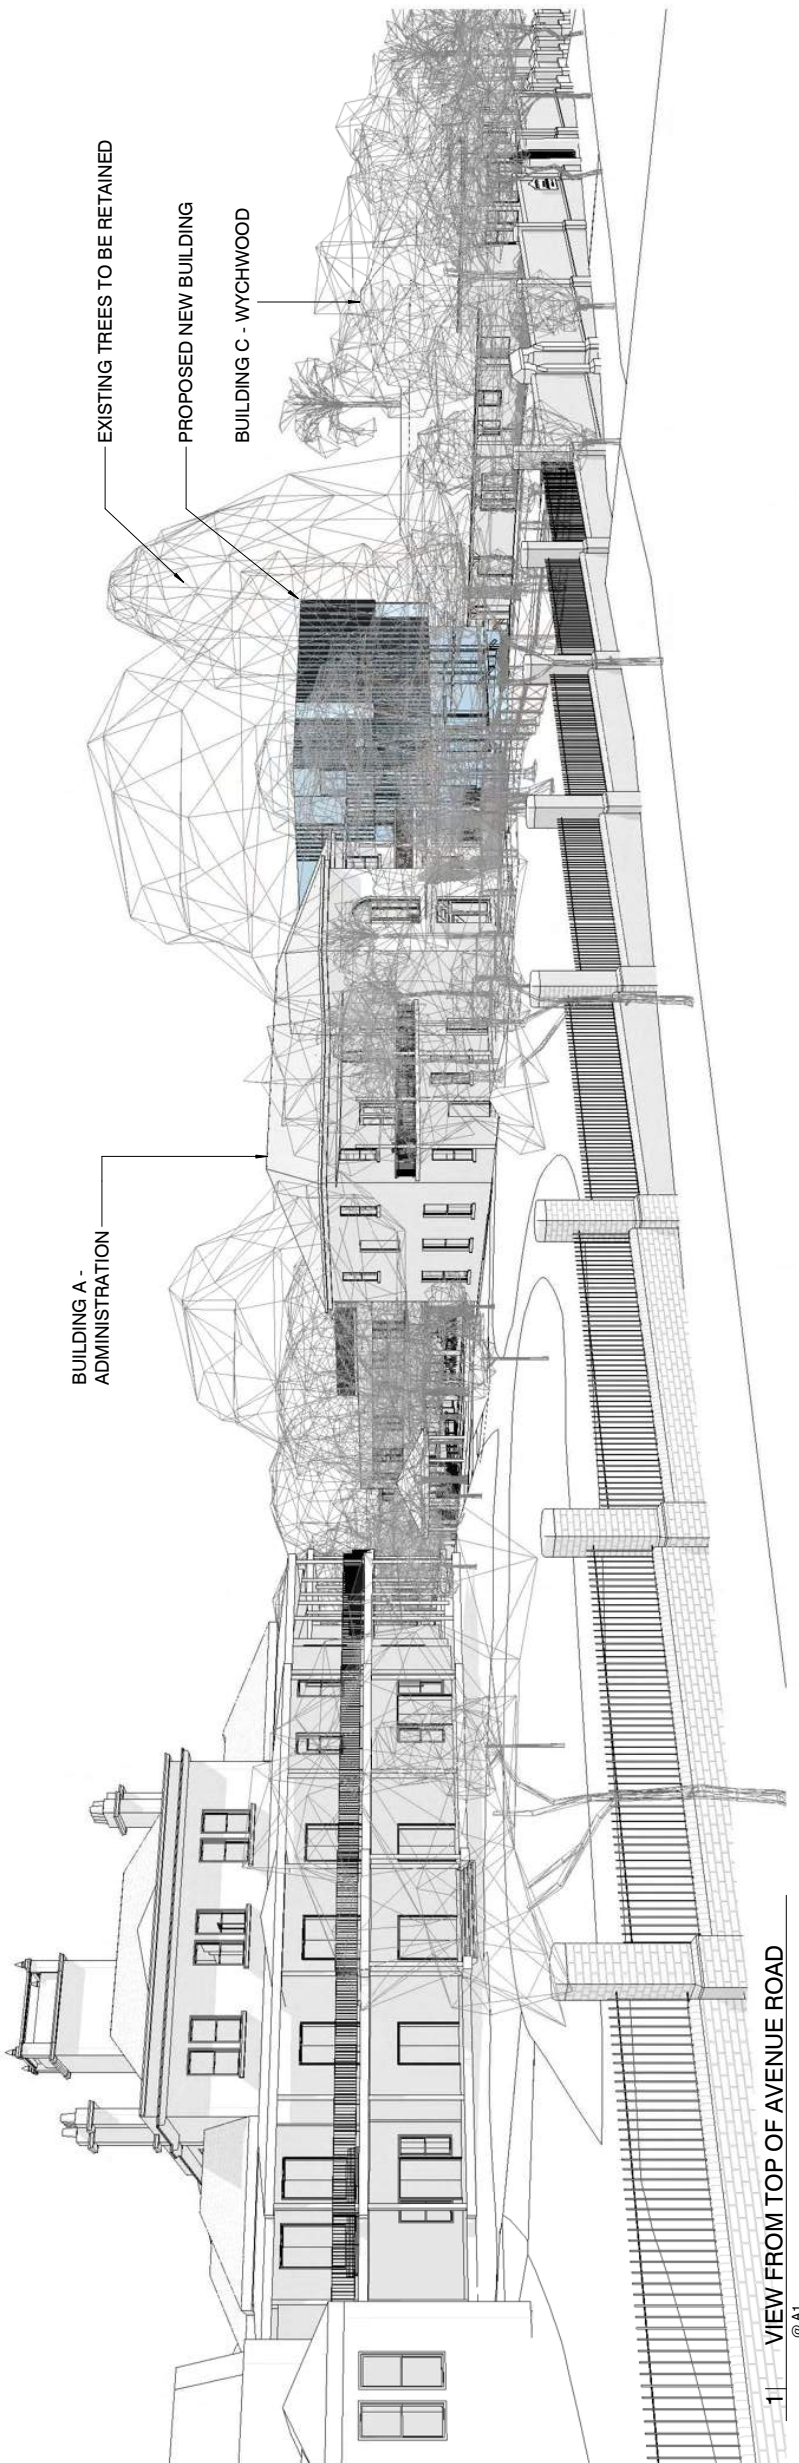 EXISTING TREES TO BE RETAINED
PROPOSED NEW BUILDING
BUILDING C - WYCHWOOD
BUILDING A -
ADMINISTRATION
1 VIEW FROM TOP OF AVENUE ROAD
@ A1